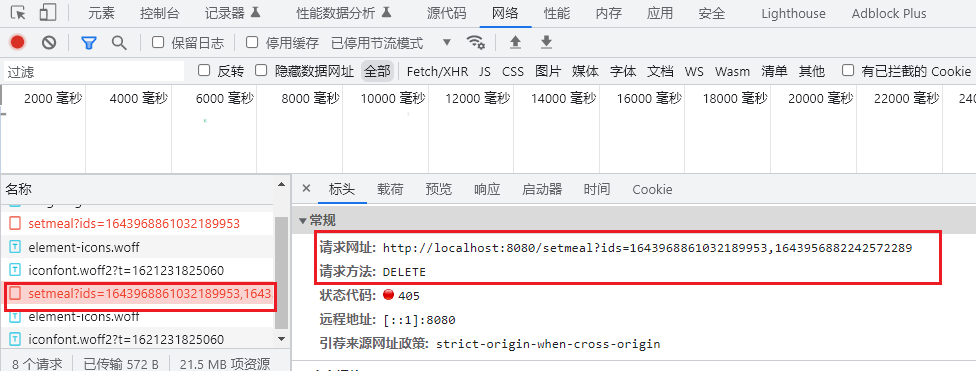 元素 控制台 记录器 性能数据分析 源代码 网络 性能 内存 应用 安全 Lighthouse Adblock Plus
保留日志 停用缓存 已停用节流模式
过滤 反转 隐藏数据网址 全部 Fetch/XHR JS CSS 图片 媒体 字体 文档 WS Wasm 清单 其他 有已拦截的 Cookie
2000 毫秒 4000 毫秒 6000 毫秒 8000 毫秒 10000 毫秒 12000 毫秒 14000 毫秒 16000 毫秒 18000 毫秒 20000 毫秒 22000 毫秒 240
名称
× 标头 载荷 预览 响应 启动器 时间 Cookie
setmeal?ids=1643968861032189953
element-icons.woff
iconfont.woff2?t=1621231825060
setmeal?ids=1643968861032189953,1643
element-icons.woff
iconfont.woff2?t=1621231825060
8 个请求 已传输 572 B 21.5 MB 项资源
常规
请求网址: http://localhost:8080/setmeal?ids=1643968861032189953,1643956882242572289
请求方法: DELETE
状态代码: 405
远程地址: [::1]:8080
引荐来源网址政策: strict-origin-when-cross-origin